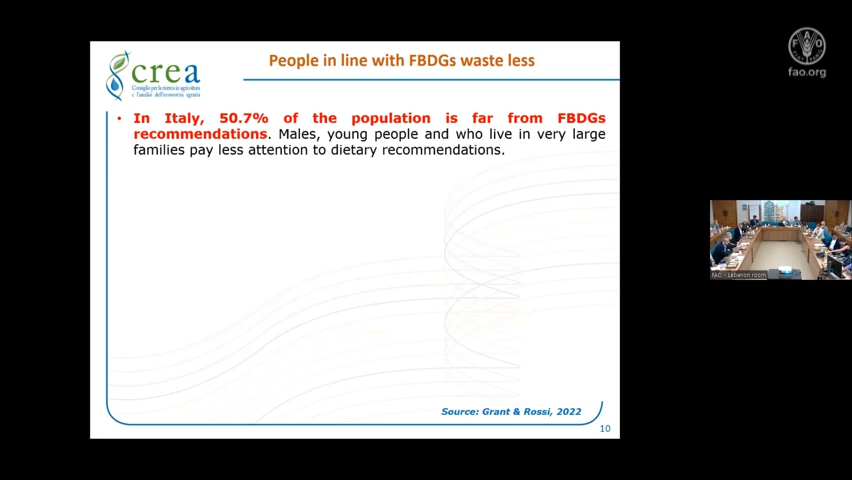 People in line with FBDGs waste less
crea
Consiglio per la ricerca in agricoltura
e l'analisi dell'economia agraria
• In Italy, 50.7% of the population is far from FBDGs
recommendations. Males, young people and who live in very large
families pay less attention to dietary recommendations.
Source: Grant & Rossi, 2022
10
FAO
fao.org
FAO - Lebanon room